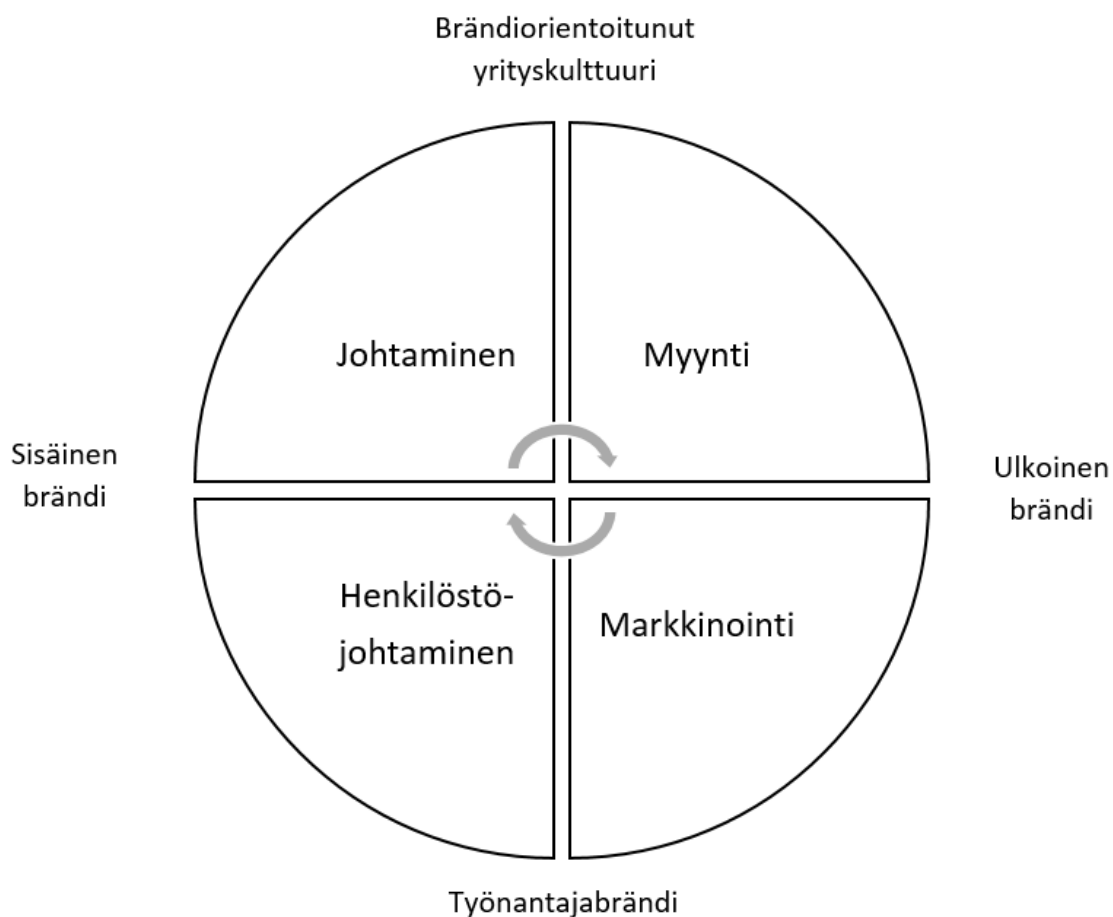 Brändiorientoitunut
yrityskulttuuri
Johtaminen
Myynti
Sisäinen
brändi
Ulkoinen
brändi
Henkilöstö-
johtaminen
Markkinointi
Työnantajabrändi